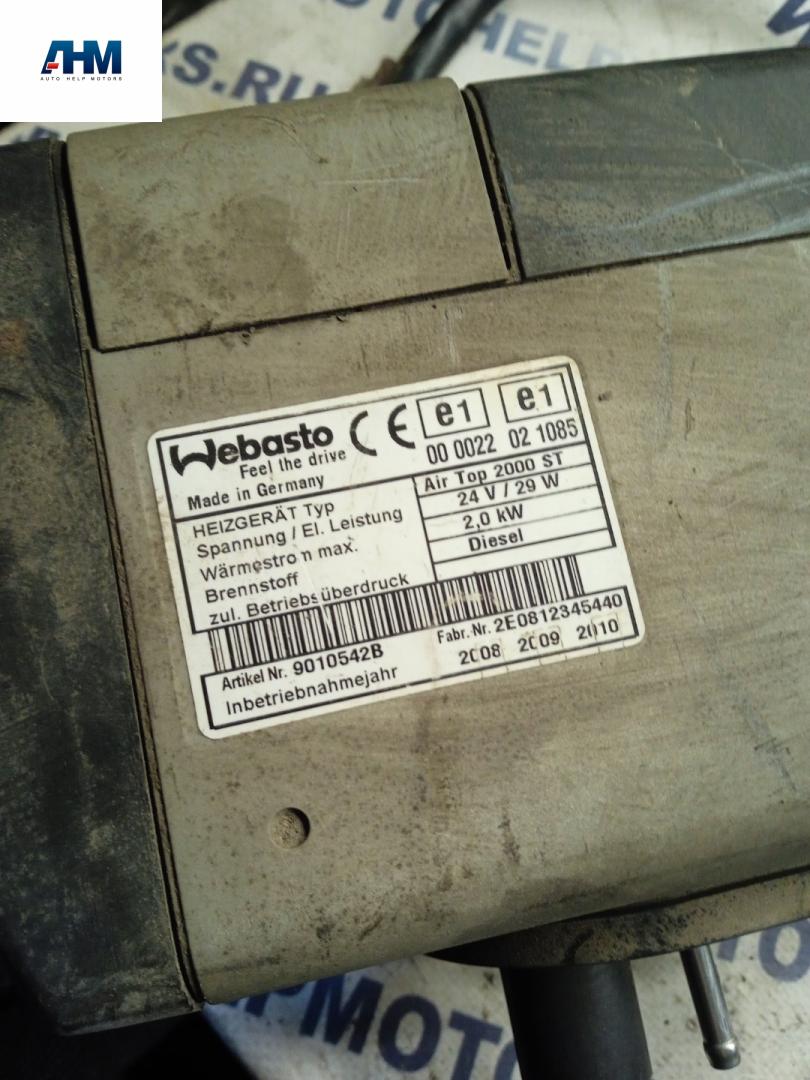 AHM
AUTO HELP MOTORS
Webasto
Feel the drive
Made in Germany
CE
e1 e1
00 0022 02 1085
HEIZGERÄT Typ Air Top 2000 ST
Spannung / El. Leistung 24 V / 29 W
Wärmestrom max. 2,0 kW
Brennstoff Diesel
zul. Betriebsüberdruck
Artikel Nr. 9010542B Fabr. Nr. 2E0812345440
Inbetriebnahmejahr 2008 2009 2010